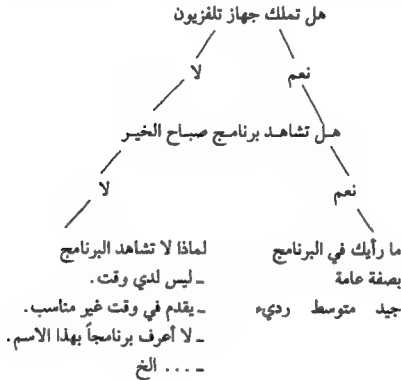 هل تملك جهاز تلفزيون
نعم
لا
هل تشاهد برنامج صباح الخير
نعم
لا
ما رأيك في البرنامج
بصفة عامة
جيد متوسط رديء
لماذا لا تشاهد البرنامج
ـ ليس لدي وقت.
ـ يقدم في وقت غير مناسب.
ـ لا أعرف برنامجاً بهذا الاسم.
ـ ... الخ